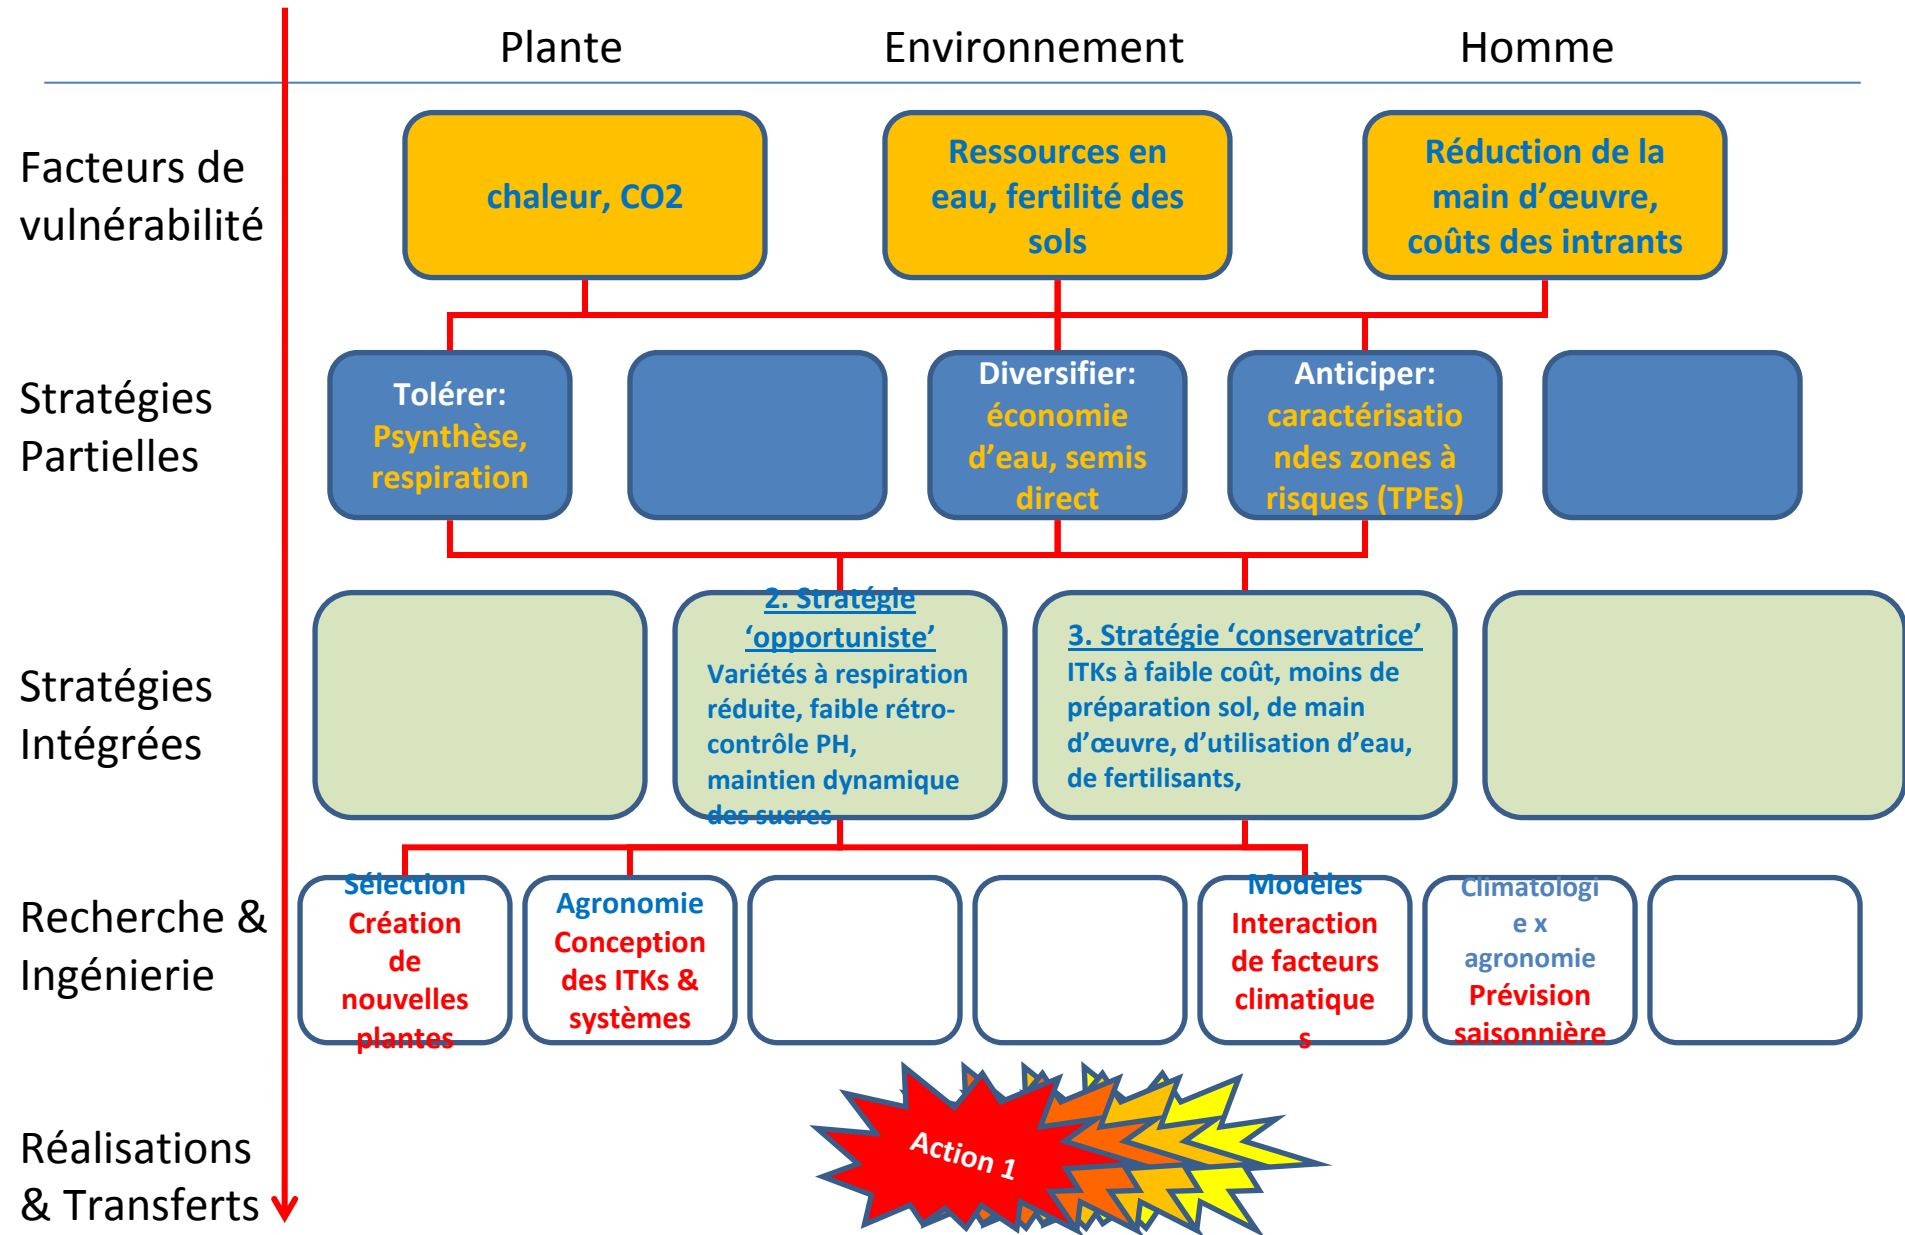 Plante
Environnement
Homme
Facteurs de
vulnérabilité
chaleur, CO2
Ressources en
eau, fertilité des
sols
Réduction de la
main d’œuvre,
coûts des intrants
Stratégies
Partielles
Tolérer:
Psynthèse,
respiration
Diversifier:
économie
d’eau, semis
direct
Anticiper:
caractérisatio
ndes zones à
risques (TPEs)
Stratégies
Intégrées
2. Stratégie
‘opportuniste’
Variétés à respiration
réduite, faible rétro-
contrôle PH,
maintien dynamique
des sucres
3. Stratégie ‘conservatrice’
ITKs à faible coût, moins de
préparation sol, de main
d’œuvre, d’utilisation d’eau,
de fertilisants,
Recherche &
Ingénierie
Sélection
Création
de
nouvelles
plantes
Agronomie
Conception
des ITKs &
systèmes
Modèles
Interaction
de facteurs
climatique
s
Climatologi
e x
agronomie
Prévision
saisonnière
Réalisations
& Transferts
Action 1